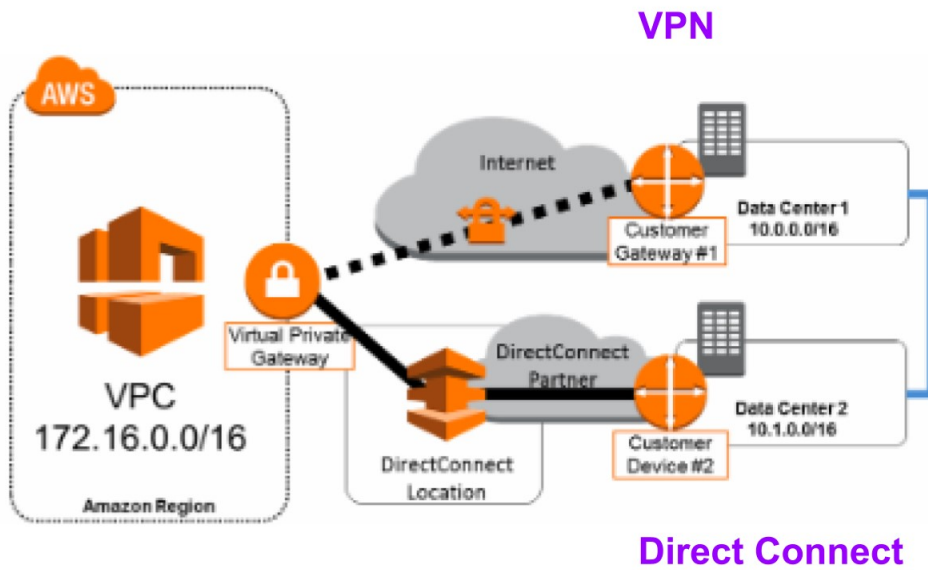 VPN
AWS
Internet
Data Center 1
10.0.0.0/16
Customer
Gateway #1
Virtual Private
Gateway
DirectConnect
Partner
VPC
172.16.0.0/16
Data Center 2
10.1.0.0/16
Customer
Device #2
DirectConnect
Location
Amazon Region
Direct Connect